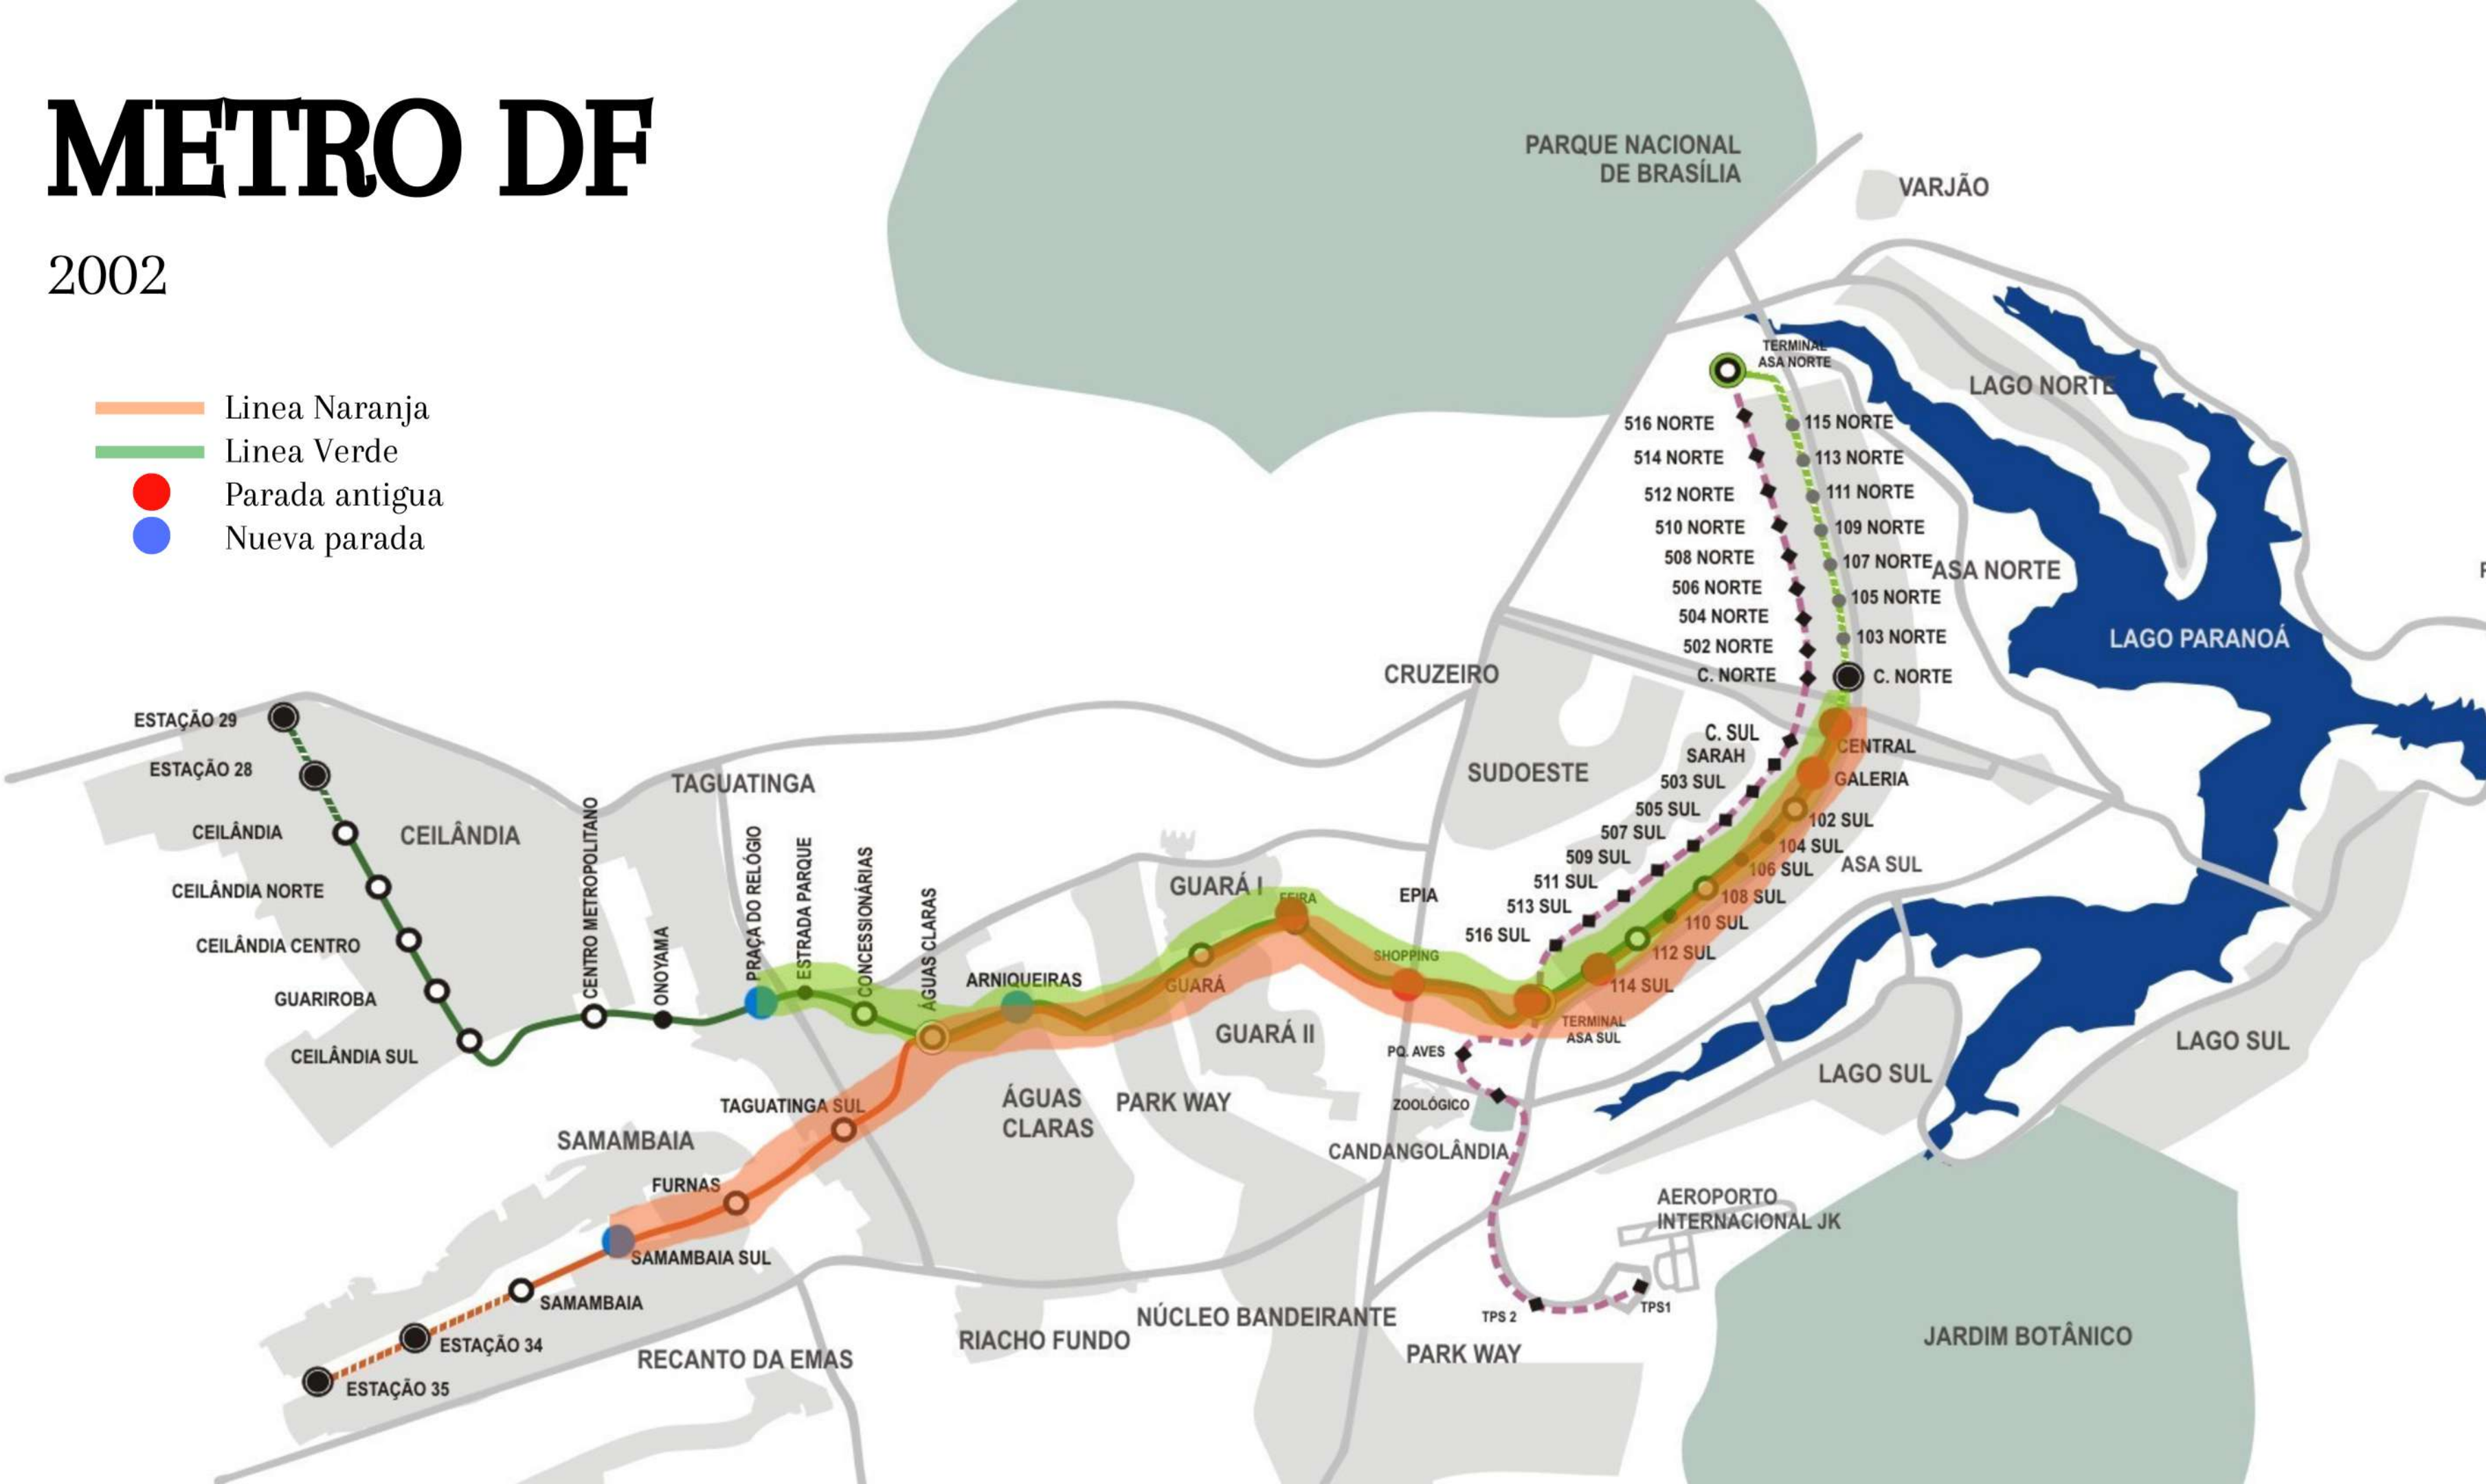 METRO DF
2002
Linea Naranja
Linea Verde
Parada antigua
Nueva parada
PARQUE NACIONAL
DE BRASÍLIA
VARJÃO
TERMINAL
ASA NORTE
LAGO NORTE
516 NORTE
115 NORTE
514 NORTE
113 NORTE
512 NORTE
111 NORTE
510 NORTE
109 NORTE
508 NORTE
107 NORTE
ASA NORTE
506 NORTE
105 NORTE
504 NORTE
103 NORTE
LAGO PARANOÁ
502 NORTE
C. NORTE
C. NORTE
CRUZEIRO
ESTAÇÃO 29
C. SUL
CENTRAL
SARAH
ESTAÇÃO 28
SUDOESTE
503 SUL
GALERIA
TAGUATINGA
505 SUL
102 SUL
CEILÂNDIA
CEILÂNDIA
507 SUL
104 SUL
509 SUL
106 SUL
ASA SUL
CEILÂNDIA NORTE
511 SUL
GUARÁ I
FEIRA
EPIA
108 SUL
513 SUL
110 SUL
CEILÂNDIA CENTRO
516 SUL
112 SUL
CENTRO METROPOLITANO
ONOYAMA
PRAÇA DO RELÓGIO
ESTRADA PARQUE
CONCESSIONÁRIAS
ÁGUAS CLARAS
ARNIQUEIRAS
SHOPPING
GUARÁ
114 SUL
GUARIROBA
TERMINAL
ASA SUL
GUARÁ II
CEILÂNDIA SUL
PQ. AVES
LAGO SUL
LAGO SUL
ÁGUAS
CLARAS
PARK WAY
ZOOLÓGICO
TAGUATINGA SUL
SAMAMBAIA
CANDANGOLÂNDIA
FURNAS
AEROPORTO
INTERNACIONAL JK
SAMAMBAIA SUL
SAMAMBAIA
TPS1
TPS 2
NÚCLEO BANDEIRANTE
RIACHO FUNDO
ESTAÇÃO 34
RECANTO DA EMAS
PARK WAY
JARDIM BOTÂNICO
ESTAÇÃO 35